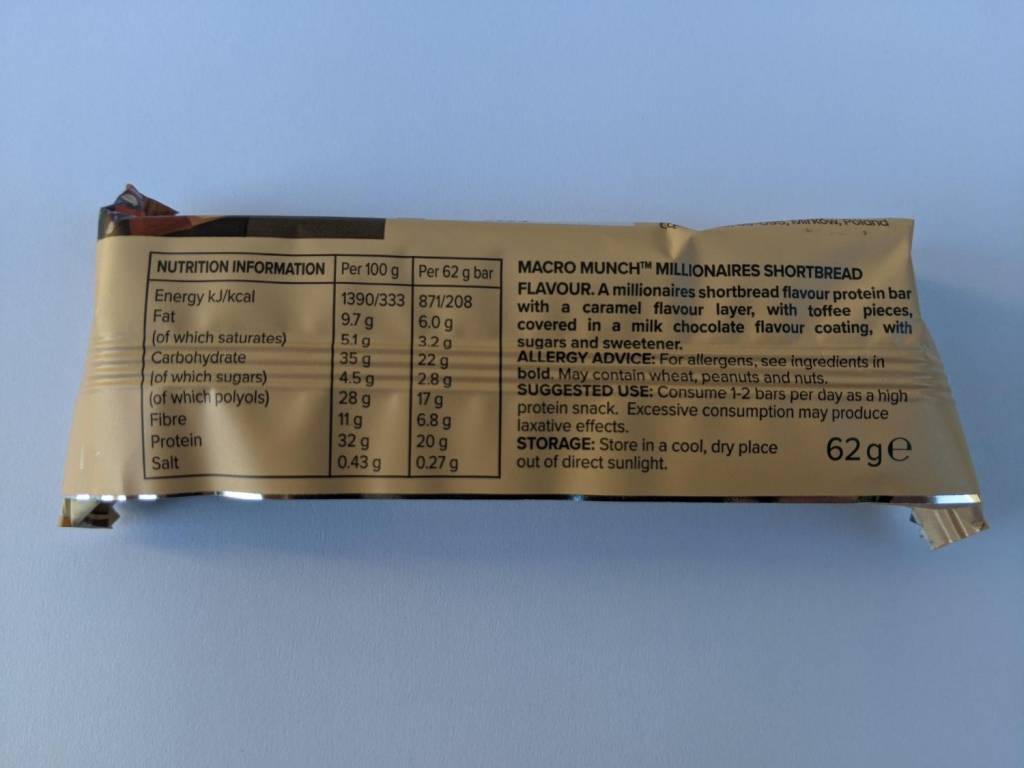 Poland
NUTRITION INFORMATION Per 100 g Per 62 g bar
Energy kJ/kcal 1390/333 871/208
Fat 9.7 g 6.0 g
(of which saturates) 5.1 g 3.2 g
Carbohydrate 35 g 22 g
(of which sugars) 4.5 g 2.8 g
(of which polyols) 28 g 17 g
Fibre 11 g 6.8 g
Protein 32 g 20 g
Salt 0.43 g 0.27 g
MACRO MUNCH™ MILLIONAIRES SHORTBREAD
FLAVOUR. A millionaires shortbread flavour protein bar
with a caramel flavour layer, with toffee pieces,
covered in a milk chocolate flavour coating, with
sugars and sweetener.
ALLERGY ADVICE: For allergens, see ingredients in
bold. May contain wheat, peanuts and nuts.
SUGGESTED USE: Consume 1-2 bars per day as a high
protein snack. Excessive consumption may produce
laxative effects.
STORAGE: Store in a cool, dry place
out of direct sunlight.
62 g e